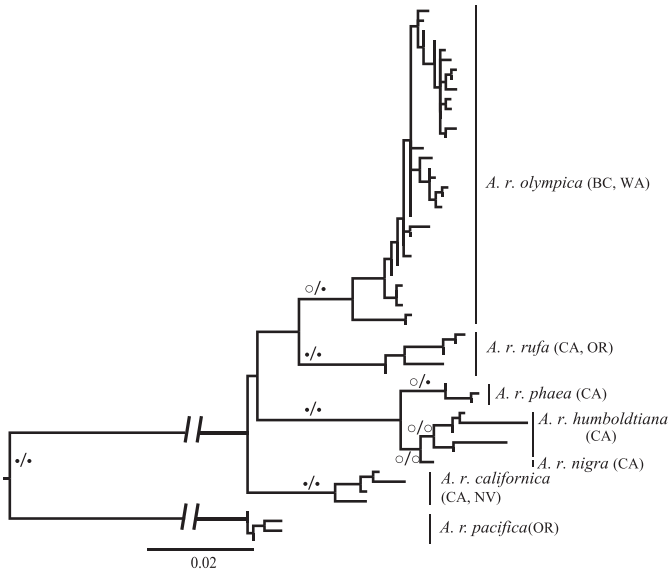 A. r. olympica (BC, WA)
○/•
A. r. rufa (CA, OR)
•/•
○/•
A. r. phaea (CA)
•/•
A. r. humboldtiana
(CA)
○/○
○/○
A. r. nigra (CA)
•/•
A. r. californica
(CA, NV)
•/•
A. r. pacifica(OR)
0.02